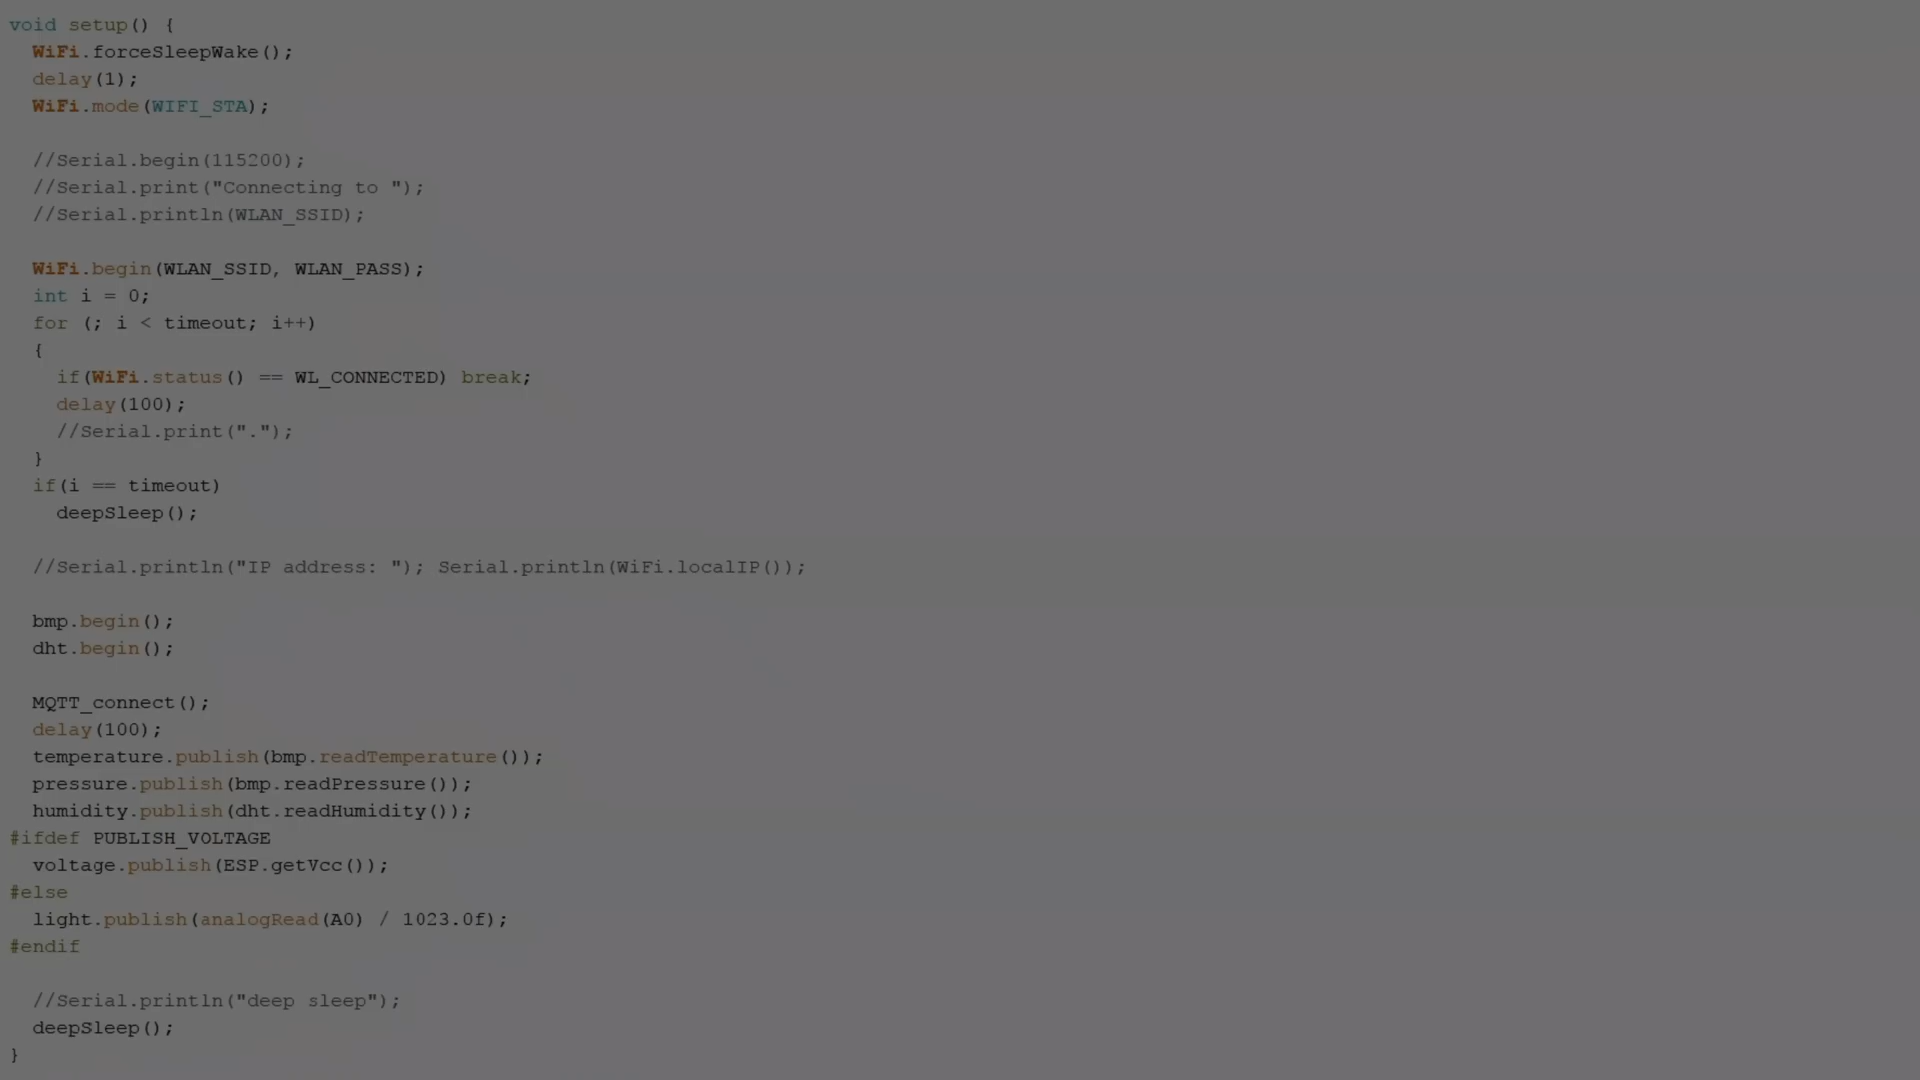 void setup() {
WiFi.forceSleepWake();
delay(1);
WiFi.mode(WIFI_STA);
//Serial.begin(115200);
//Serial.print("Connecting to ");
//Serial.println(WLAN_SSID);
WiFi.begin(WLAN_SSID, WLAN_PASS);
int i = 0;
for (; i < timeout; i++)
{
if(WiFi.status() == WL_CONNECTED) break;
delay(100);
//Serial.print(".");
}
if(i == timeout)
deepSleep();
//Serial.println("IP address: "); Serial.println(WiFi.localIP());
bmp.begin();
dht.begin();
MQTT_connect();
delay(100);
temperature.publish(bmp.readTemperature());
pressure.publish(bmp.readPressure());
humidity.publish(dht.readHumidity());
#ifdef PUBLISH_VOLTAGE
voltage.publish(ESP.getVcc());
#else
light.publish(analogRead(A0) / 1023.0f);
#endif
//Serial.println("deep sleep");
deepSleep();
}